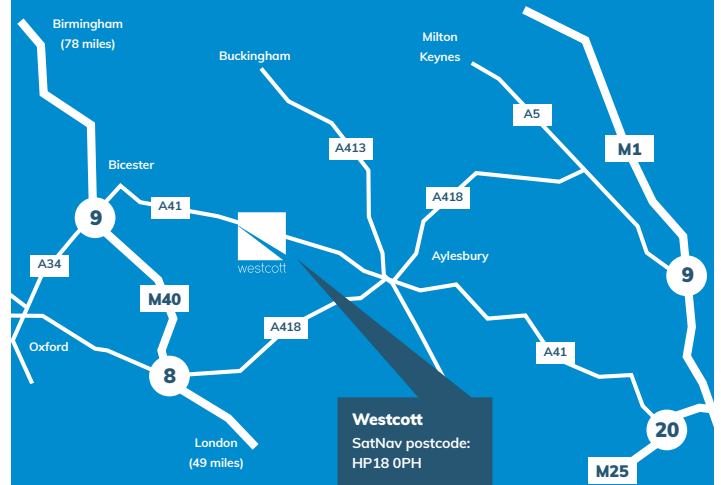 Birmingham
(78 miles)
Buckingham
Milton
Keynes
A5
A413
M1
Bicester
A41
A418
9
westcott
A34
Aylesbury
9
M40
A418
Oxford
A41
8
Westcott
SatNav postcode:
HP18 0PH
20
London
(49 miles)
M25